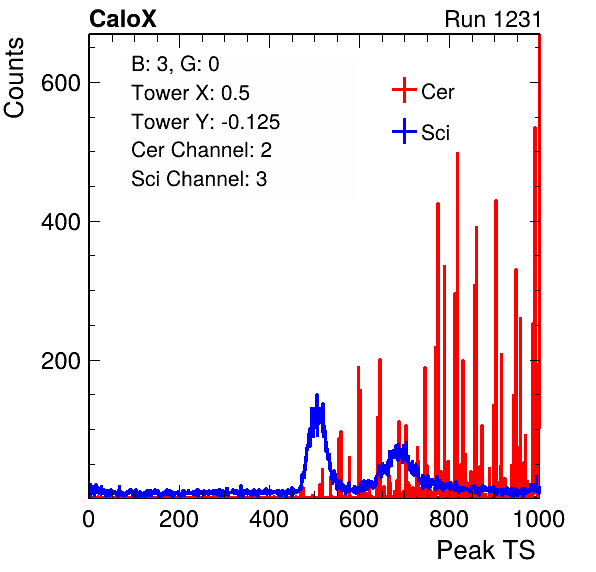 CaloX Run 1231
Counts
B: 3, G: 0
Tower X: 0.5
Tower Y: -0.125
Cer Channel: 2
Sci Channel: 3
Cer
Sci
600
400
200
0 200 400 600 800 1000
Peak TS